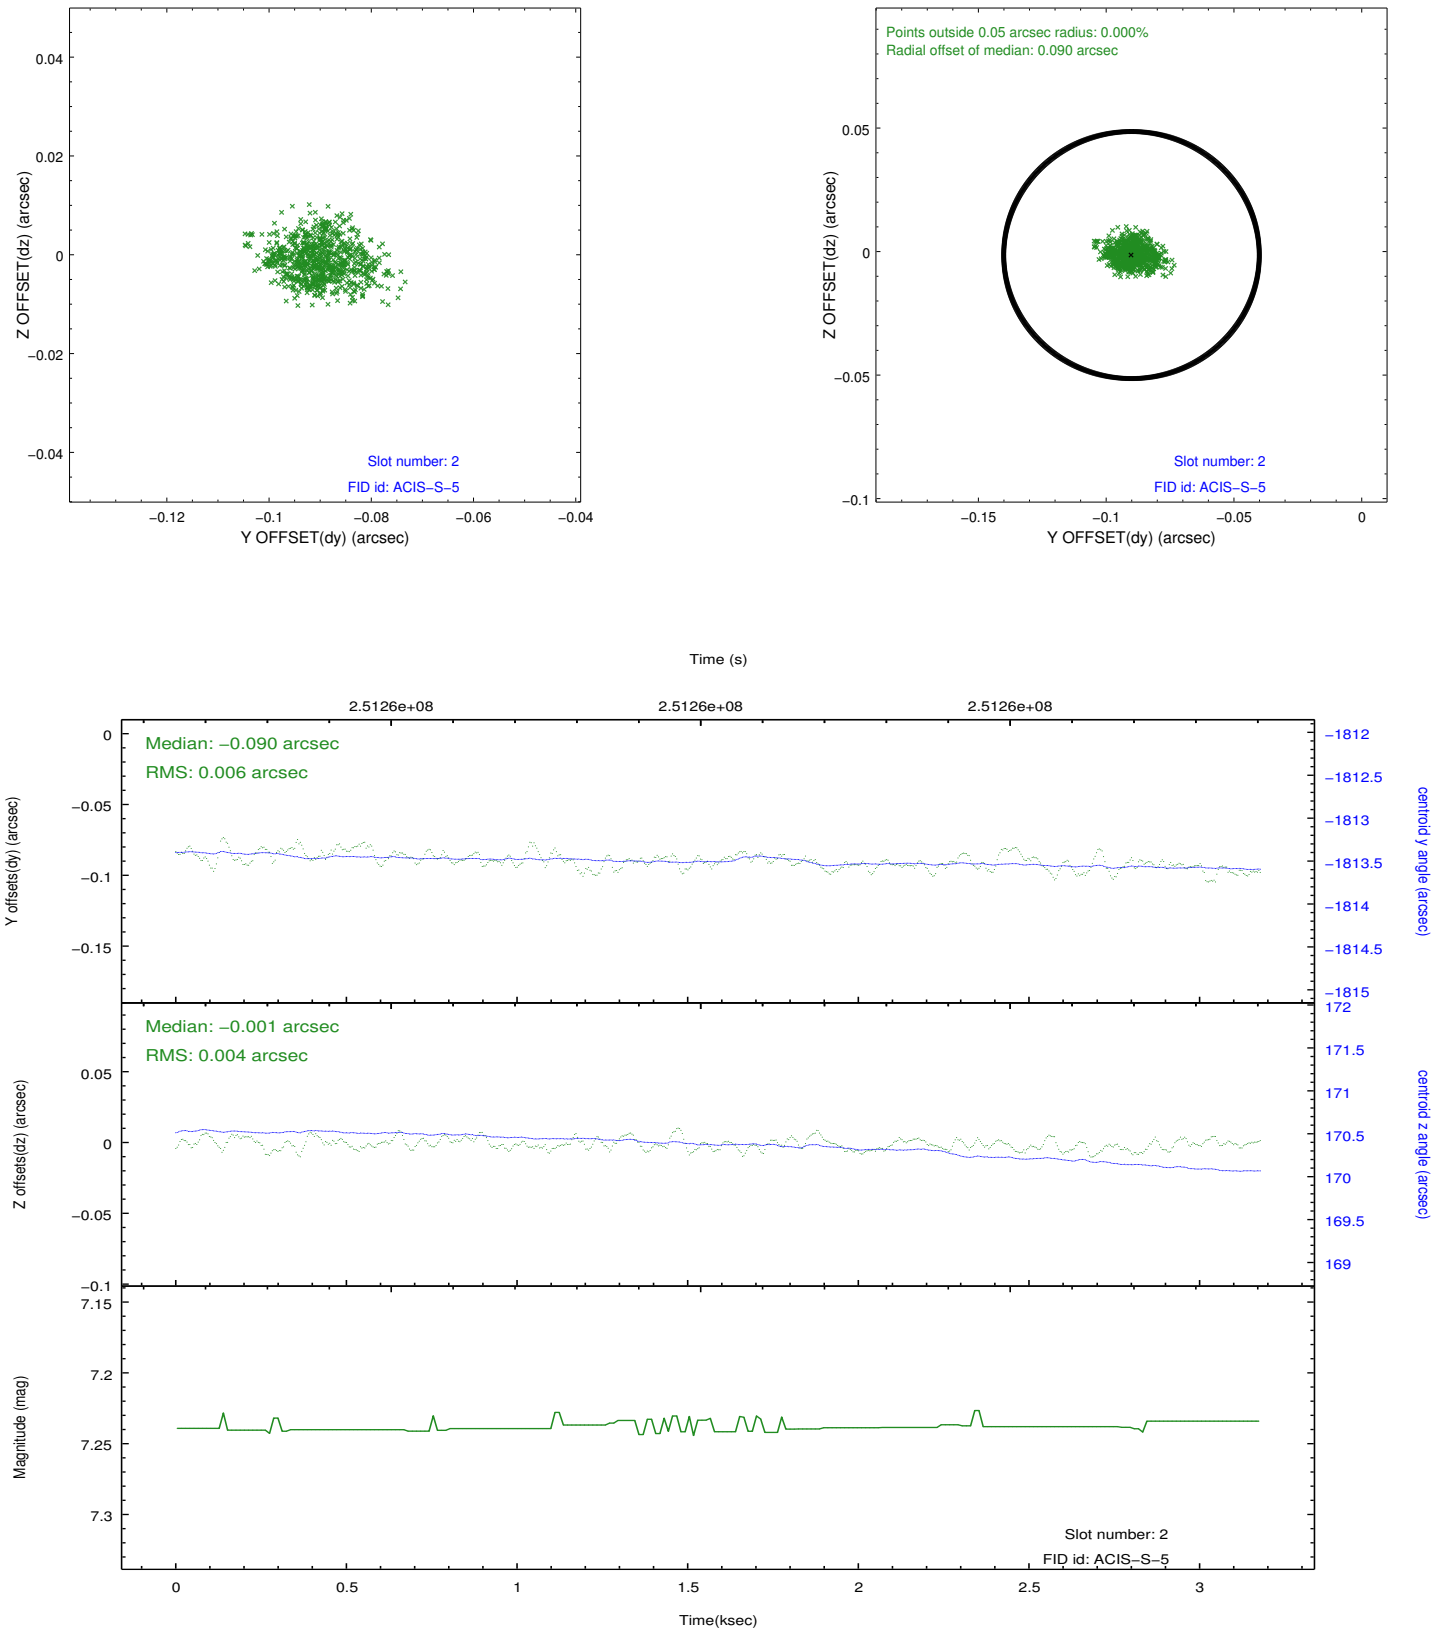 0.04
0.02
0
−0.02
−0.04
Z OFFSET(dz) (arcsec)
Slot number: 2
FID id: ACIS−S−5
−0.12
−0.1
−0.08
−0.06
−0.04
Y OFFSET(dy) (arcsec)
Points outside 0.05 arcsec radius: 0.000%
Radial offset of median: 0.090 arcsec
0.05
0
−0.05
−0.1
Z OFFSET(dz) (arcsec)
Slot number: 2
FID id: ACIS−S−5
−0.15
−0.1
−0.05
0
Y OFFSET(dy) (arcsec)
Time (s)
2.5126e+08
2.5126e+08
2.5126e+08
Median: −0.090 arcsec
RMS: 0.006 arcsec
0
−0.05
−0.1
−0.15
Y offsets(dy) (arcsec)
−1812
−1812.5
−1813
−1813.5
−1814
−1814.5
−1815
centroid y angle (arcsec)
Median: −0.001 arcsec
RMS: 0.004 arcsec
0.05
0
−0.05
−0.1
Z offsets(dz) (arcsec)
172
171.5
171
170.5
170
169.5
169
centroid z angle (arcsec)
7.15
7.2
7.25
7.3
Magnitude (mag)
Slot number: 2
FID id: ACIS−S−5
0
0.5
1
1.5
2
2.5
3
Time(ksec)